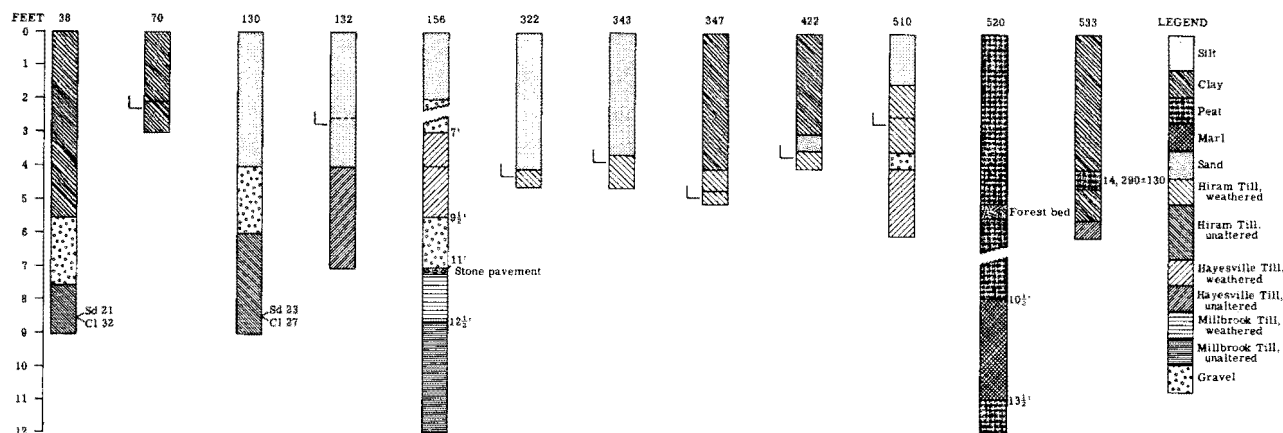 FEET 38 70 130 132 156 322 343 347 422 510 520 533 LEGEND
0
1
2
3
4
5
6
7
8
9
10
11
12
Sd 21
Cl 32
Sd 23
Cl 27
7'
9½'
11'
Stone pavement
12½'
Forest bed
10½'
13½'
14, 290±130
Silt
Clay
Peat
Marl
Sand
Hiram Till,
weathered
Hiram Till,
unaltered
Hayesville Till,
weathered
Hayesville Till,
unaltered
Millbrook Till,
weathered
Millbrook Till,
unaltered
Gravel